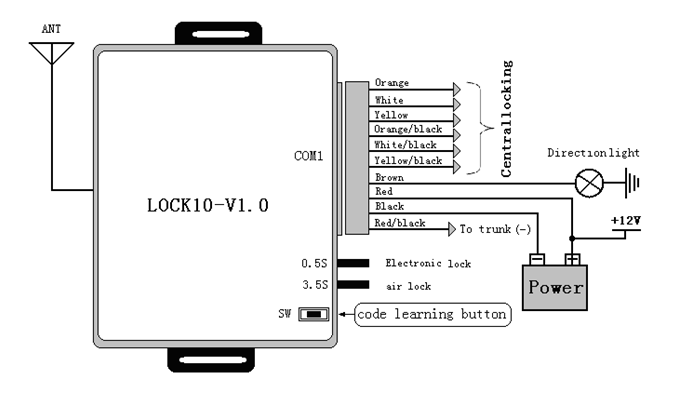 ANT
Orange
White
Yellow
Orange/black
White/black
Yellow/black
Brown
Red
Black
Red/black
Centrallocking
COM1
Directionlight
LOCK10-V1.0
To trunk(-)
+12V
0.5S
Electronic lock
3.5S
air lock
- +
Power
SW
code learning button